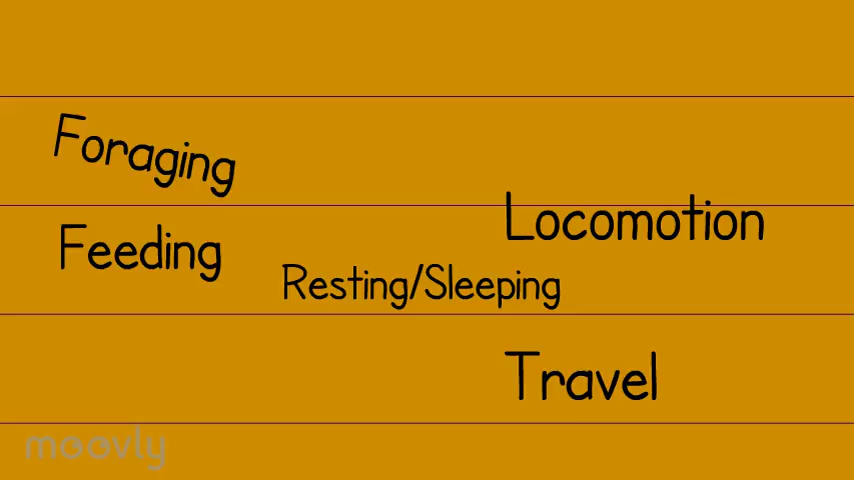 Foraging
Locomotion
Feeding
Resting/Sleeping
Travel
moovly